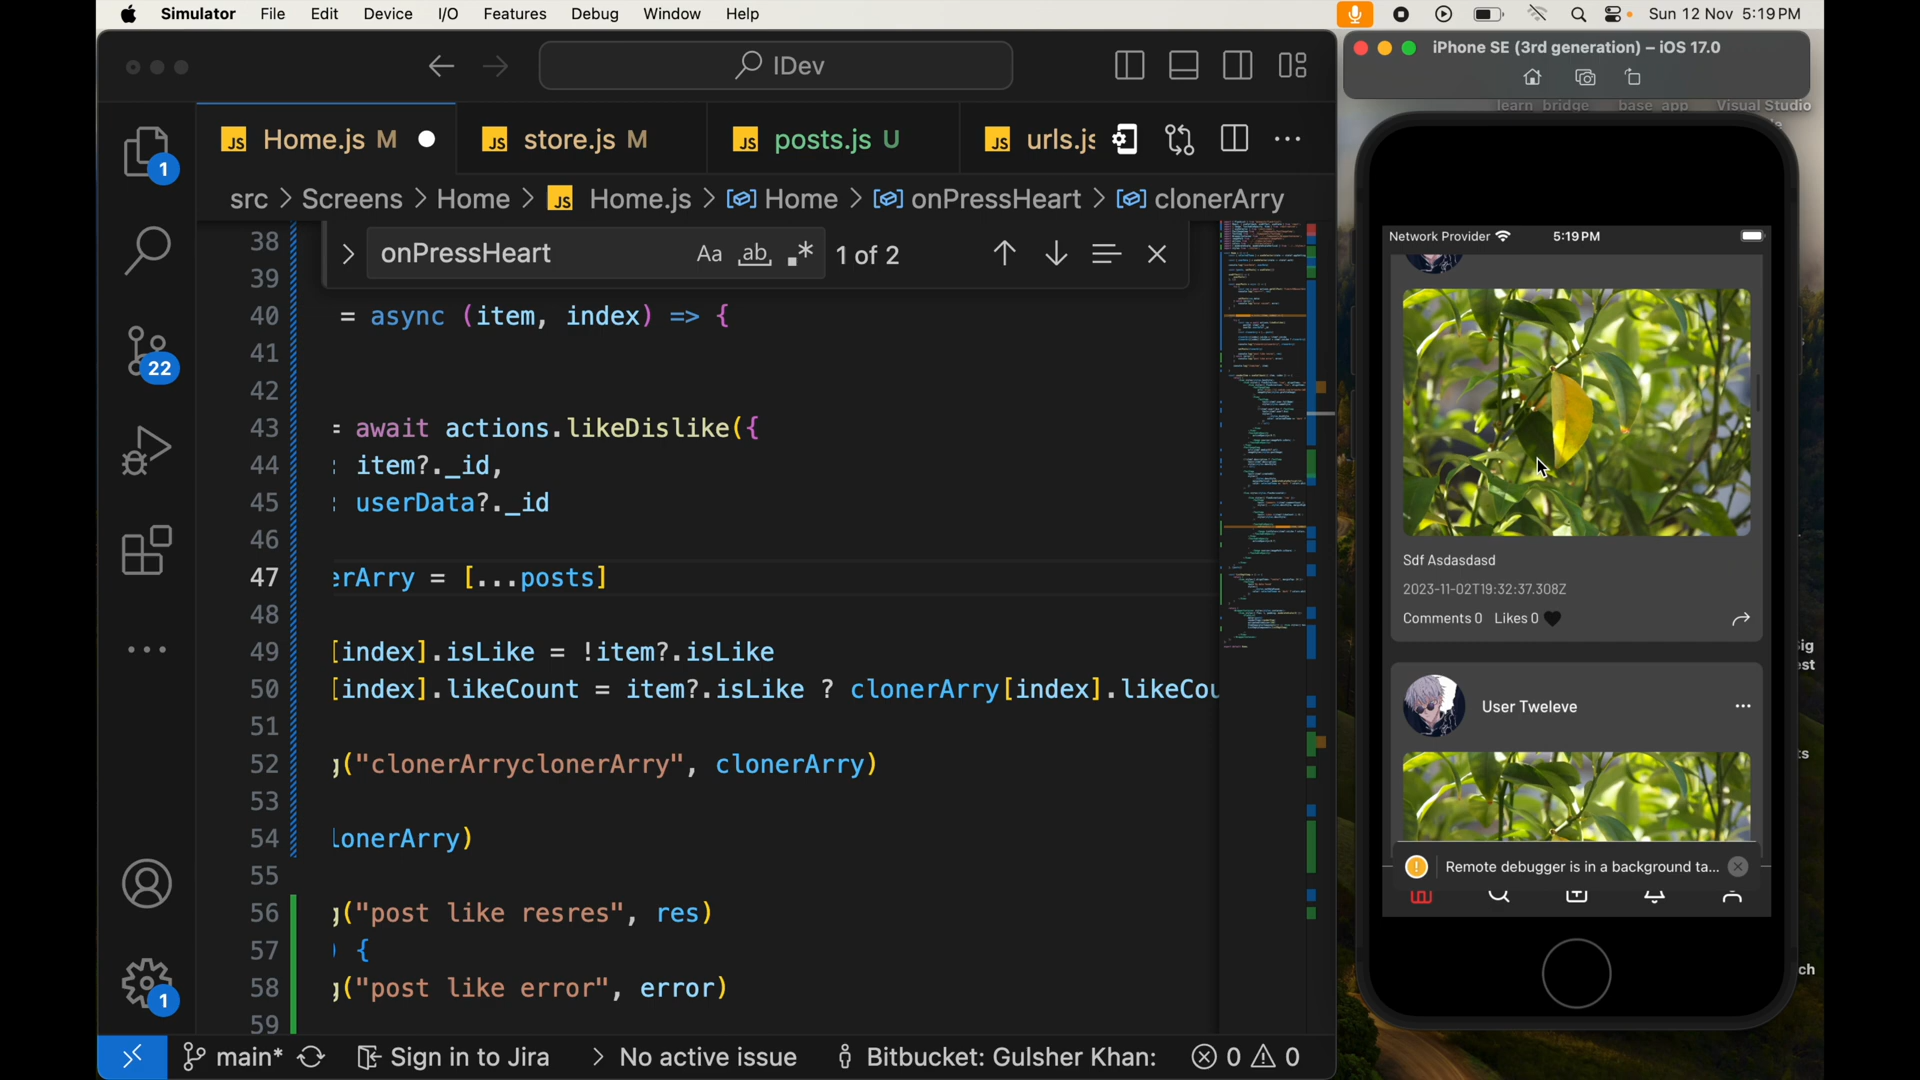 Simulator File Edit Device I/O Features Debug Window Help
Sun 12 Nov 5:19 PM
IDev
JS Home.js M
JS store.js M
JS posts.js U
JS urls.js
src > Screens > Home > JS Home.js > Home > onPressHeart > clonerArry
onPressHeart Aa ab .* 1 of 2
38
39
40 = async (item, index) => {
41
42
43 = await actions.likeDislike({
44 : item?._id,
45 : userData?._id
46
47 erArry = [...posts]
48
49 [index].isLike = !item?.isLike
50 [index].likeCount = item?.isLike ? clonerArry[index].likeCou
51
52 g("clonerArryclonerArry", clonerArry)
53
54 lonerArry)
55
56 g("post like resres", res)
57 ) {
58 g("post like error", error)
59
1
22
1
main* Sign in to Jira > No active issue Bitbucket: Gulsher Khan: 0 0
iPhone SE (3rd generation) – iOS 17.0
learn_bridge base_app Visual Studio
Network Provider 5:19 PM
Sdf Asdasdasd
2023-11-02T19:32:37.308Z
Comments 0 Likes 0
User Tweleve
Remote debugger is in a background ta...